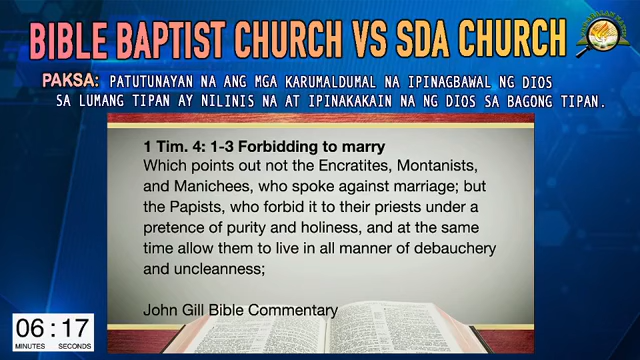 BIBLE BAPTIST CHURCH VS SDA CHURCH
PAKSA: PATUTUNAYAN NA ANG MGA KARUMALDUMAL NA IPINAGBAWAL NG DIOS
SA LUMANG TIPAN AY NILINIS NA AT IPINAKAKAIN NA NG DIOS SA BAGONG TIPAN.
1 Tim. 4: 1-3 Forbidding to marry
Which points out not the Encratites, Montanists,
and Manichees, who spoke against marriage; but
the Papists, who forbid it to their priests under a
pretence of purity and holiness, and at the same
time allow them to live in all manner of debauchery
and uncleanness;
John Gill Bible Commentary
06 : 17
MINUTES SECONDS